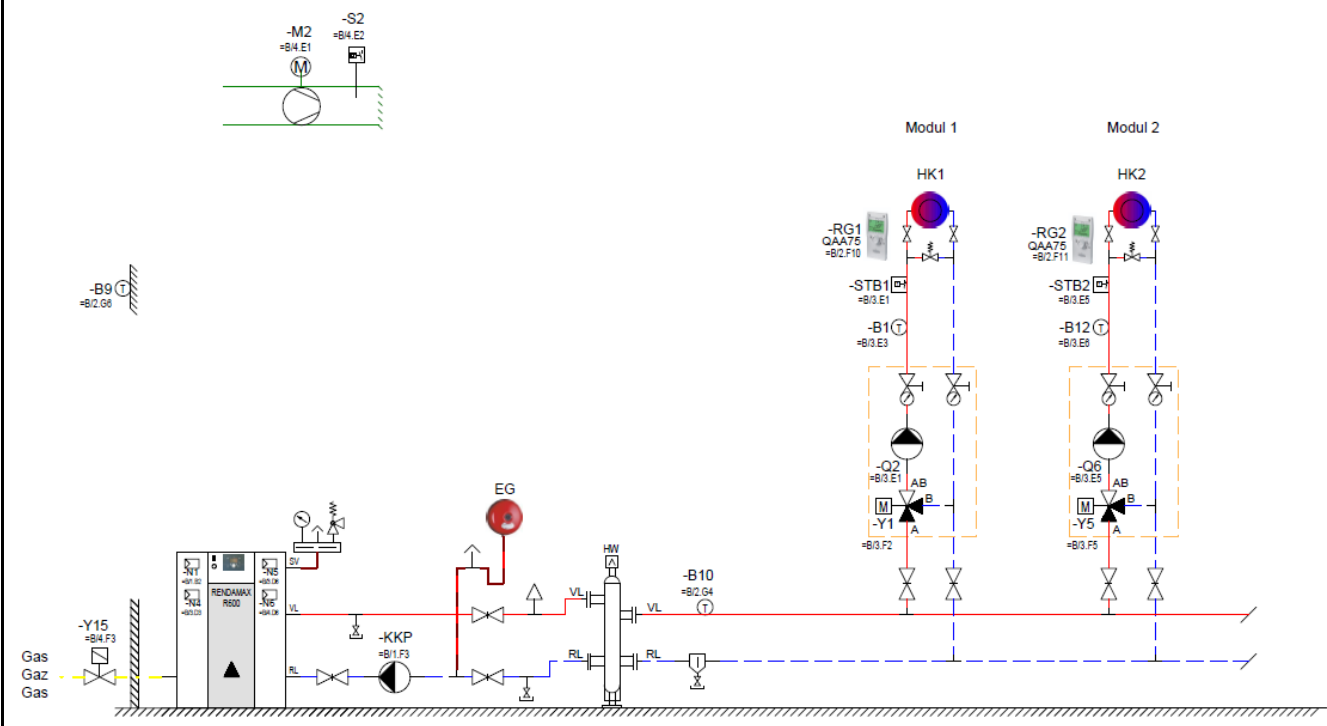 -M2
=B/4.E1
M
-S2
=B/4.E2
Modul 1
Modul 2
HK1
HK2
-RG1
QAA75
=B/2.F10
-RG2
QAA75
=B/2.F11
-B9
T
=B/2.G6
-STB1
=B/3.E1
-STB2
=B/3.E5
-B1
T
=B/3.E3
-B12
T
=B/3.E6
-Q2
=B/3.E1
AB
B
M
-Y1
A
=B/3.F2
-Q6
=B/3.E5
AB
B
M
-Y5
A
=B/3.F5
EG
HW
-N1
=B/1.B2
-N4
=B/3.D3
RENDAMAX
R600
-N5
-N6
SV
VL
RL
VL
VL
-B10
=B/2.G4
T
-Y15
=B/4.F3
-KKP
=B/1.F3
RL
RL
Gas
Gaz
Gas